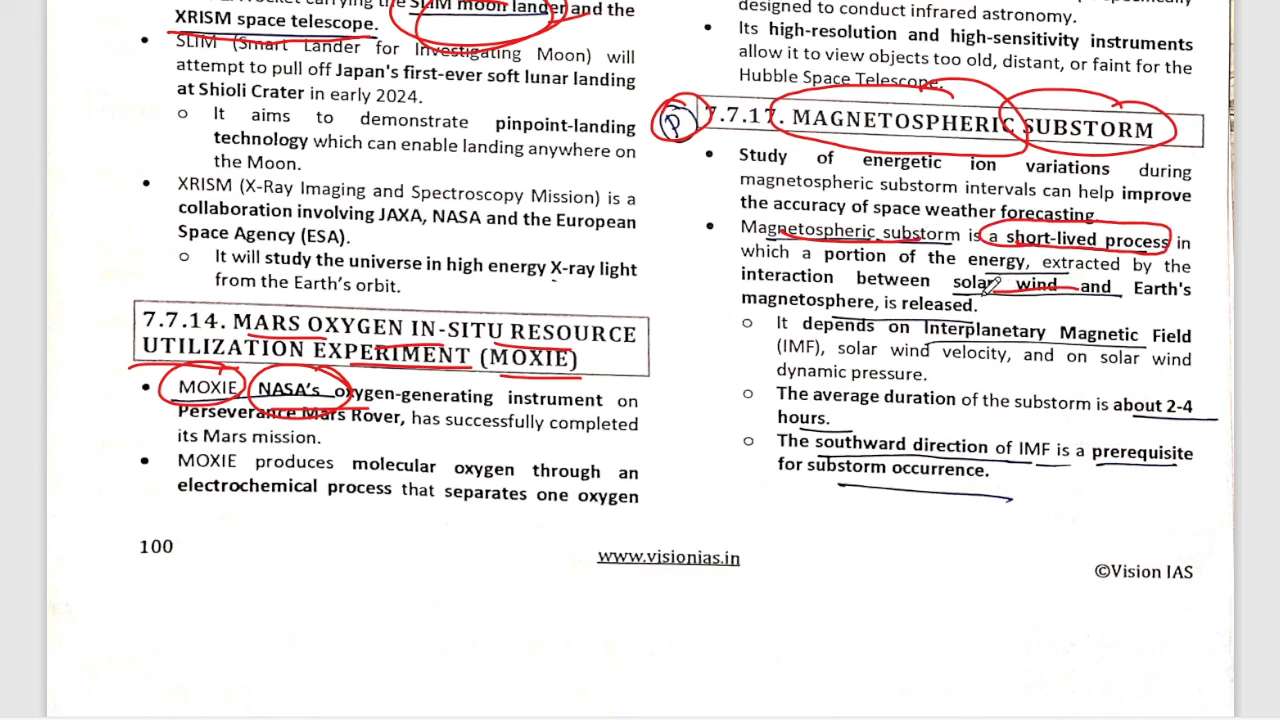 carrying the SLIM moon lander and the
XRISM space telescope.
• SLIM (Smart Lander for Investigating Moon) will
attempt to pull off Japan's first-ever soft lunar landing
at Shioli Crater in early 2024.
o It aims to demonstrate pinpoint-landing
technology which can enable landing anywhere on
the Moon.
• XRISM (X-Ray Imaging and Spectroscopy Mission) is a
collaboration involving JAXA, NASA and the European
Space Agency (ESA).
o It will study the universe in high energy X-ray light
from the Earth's orbit.
7.7.14. MARS OXYGEN IN-SITU RESOURCE
UTILIZATION EXPERIMENT (MOXIE)
• MOXIE, NASA's oxygen-generating instrument on
Perseverance Mars Rover, has successfully completed
its Mars mission.
• MOXIE produces molecular oxygen through an
electrochemical process that separates one oxygen
designed to conduct infrared astronomy.
• Its high-resolution and high-sensitivity instruments
allow it to view objects too old, distant, or faint for the
Hubble Space Telescope.
P
7.7.17. MAGNETOSPHERIC SUBSTORM
• Study of energetic ion variations during
magnetospheric substorm intervals can help improve
the accuracy of space weather forecasting.
• Magnetospheric substorm is a short-lived process in
which a portion of the energy, extracted by the
interaction between solar wind and Earth's
magnetosphere, is released.
o It depends on Interplanetary Magnetic Field
(IMF), solar wind velocity, and on solar wind
dynamic pressure.
o The average duration of the substorm is about 2-4
hours.
o The southward direction of IMF is a prerequisite
for substorm occurrence.
100
www.visionias.in
©Vision IAS